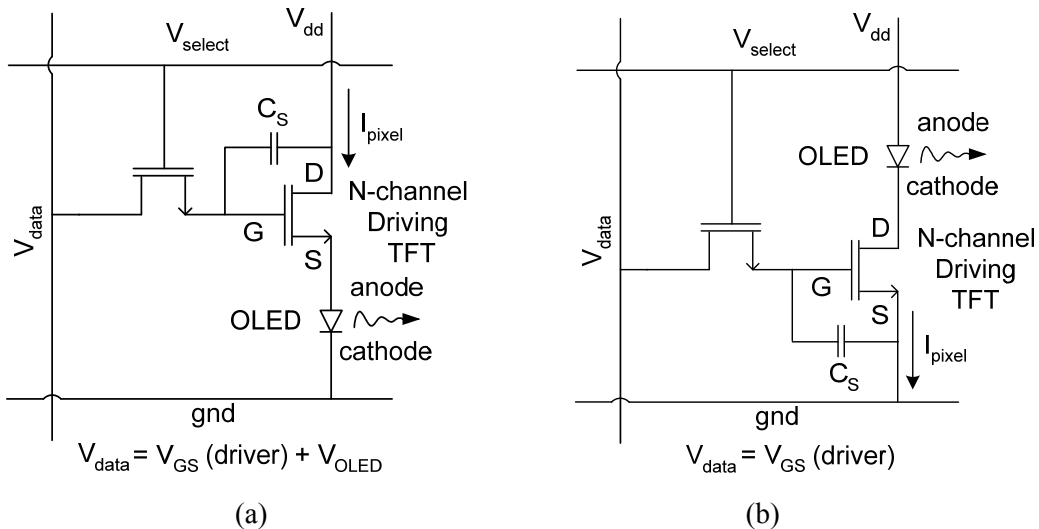 V_dd
V_select
C_S
I_pixel
D
N-channel
Driving
TFT
G
S
V_data
anode
OLED
cathode
gnd
V_data = V_GS (driver) + V_OLED
(a)
V_dd
V_select
anode
OLED
cathode
V_data
D
N-channel
Driving
TFT
G
S
I_pixel
C_S
gnd
V_data = V_GS (driver)
(b)